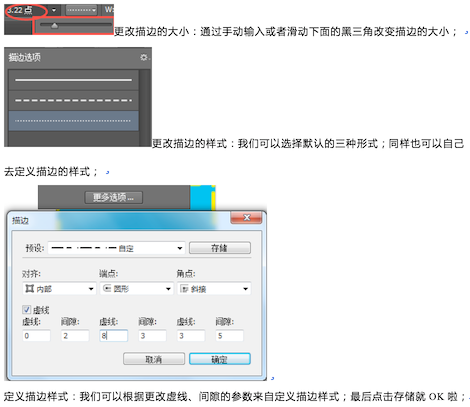 3.22 点
更改描边的大小：通过手动输入或者滑动下面的黑三角改变描边的大小；
描边选项
更改描边的样式：我们可以选择默认的三种形式；同样也可以自己
去定义描边的样式；
更多选项...
描边
预设： 自定 存储
对齐： 端点： 角点：
内部 圆形 斜接
虚线
虚线： 间隙： 虚线： 间隙： 虚线： 间隙：
0 2 8 3 3 5
取消 确定
定义描边样式：我们可以根据更改虚线、间隙的参数来自定义描边样式；最后点击存储就 OK 啦；